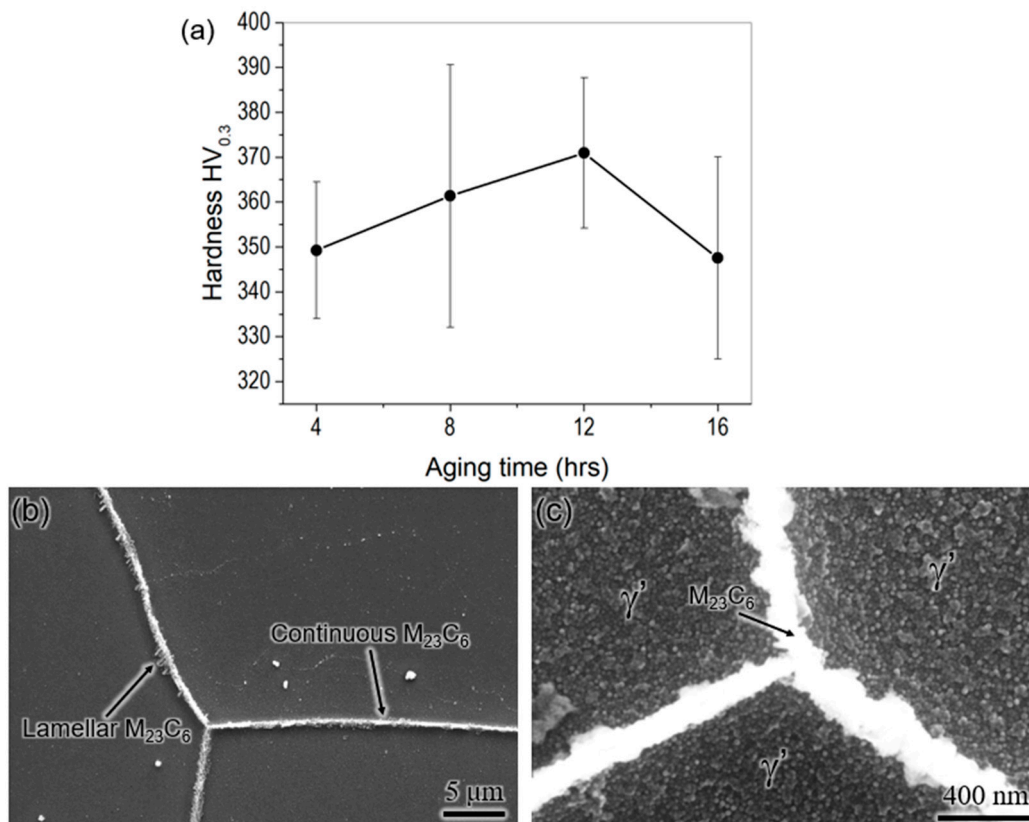 (a)
400
390
380
370
360
350
340
330
320
Hardness HV0.3
4 8 12 16
Aging time (hrs)
(b)
Continuous M23C6
Lamellar M23C6
5 μm
(c)
γ'
γ'
M23C6
γ'
400 nm